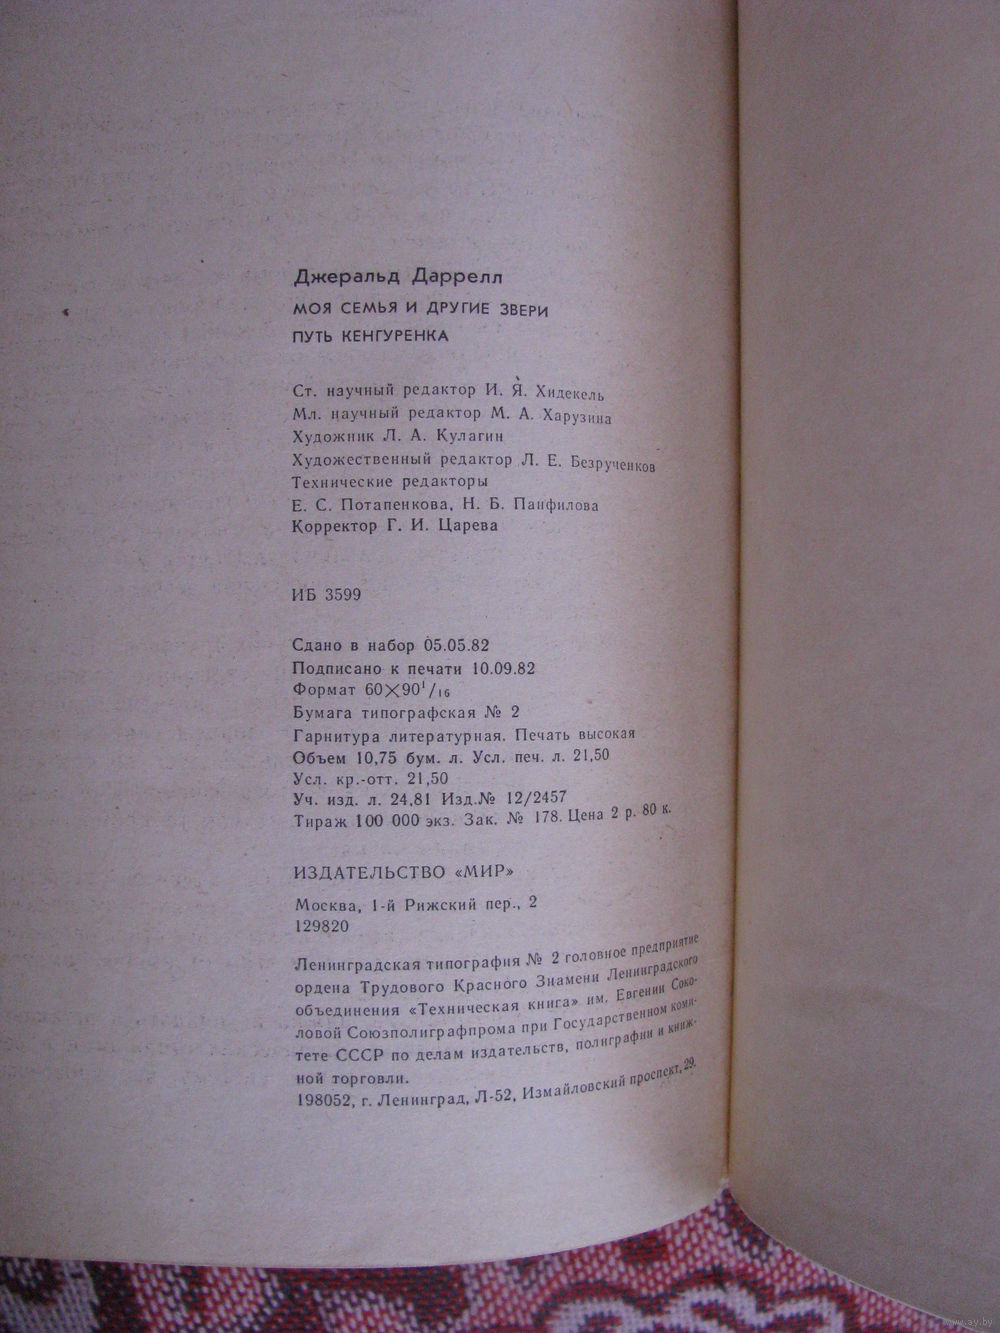 Джеральд Даррелл
МОЯ СЕМЬЯ И ДРУГИЕ ЗВЕРИ
ПУТЬ КЕНГУРЕНКА
Ст. научный редактор И. Я. Хидекель
Мл. научный редактор М. А. Харузина
Художник Л. А. Кулагин
Художественный редактор Л. Е. Безрученков
Технические редакторы
Е. С. Потапенкова, Н. Б. Панфилова
Корректор Г. И. Царева
ИБ 3599
Сдано в набор 05.05.82
Подписано к печати 10.09.82
Формат 60×90¹/₁₆
Бумага типографская № 2
Гарнитура литературная. Печать высокая
Объем 10,75 бум. л. Усл. печ. л. 21,50
Усл. кр.-отт. 21,50
Уч. изд. л. 24,81 Изд.№ 12/2457
Тираж 100 000 экз. Зак. № 178. Цена 2 р. 80 к.
ИЗДАТЕЛЬСТВО «МИР»
Москва, 1-й Рижский пер., 2
129820
Ленинградская типография № 2 головное предприятие
ордена Трудового Красного Знамени Ленинградского
объединения «Техническая книга» им. Евгении Соко-
ловой Союзполиграфпрома при Государственном коми-
тете СССР по делам издательств, полиграфии и книж-
ной торговли.
198052, г. Ленинград, Л-52, Измайловский проспект, 29.
www.ay.by